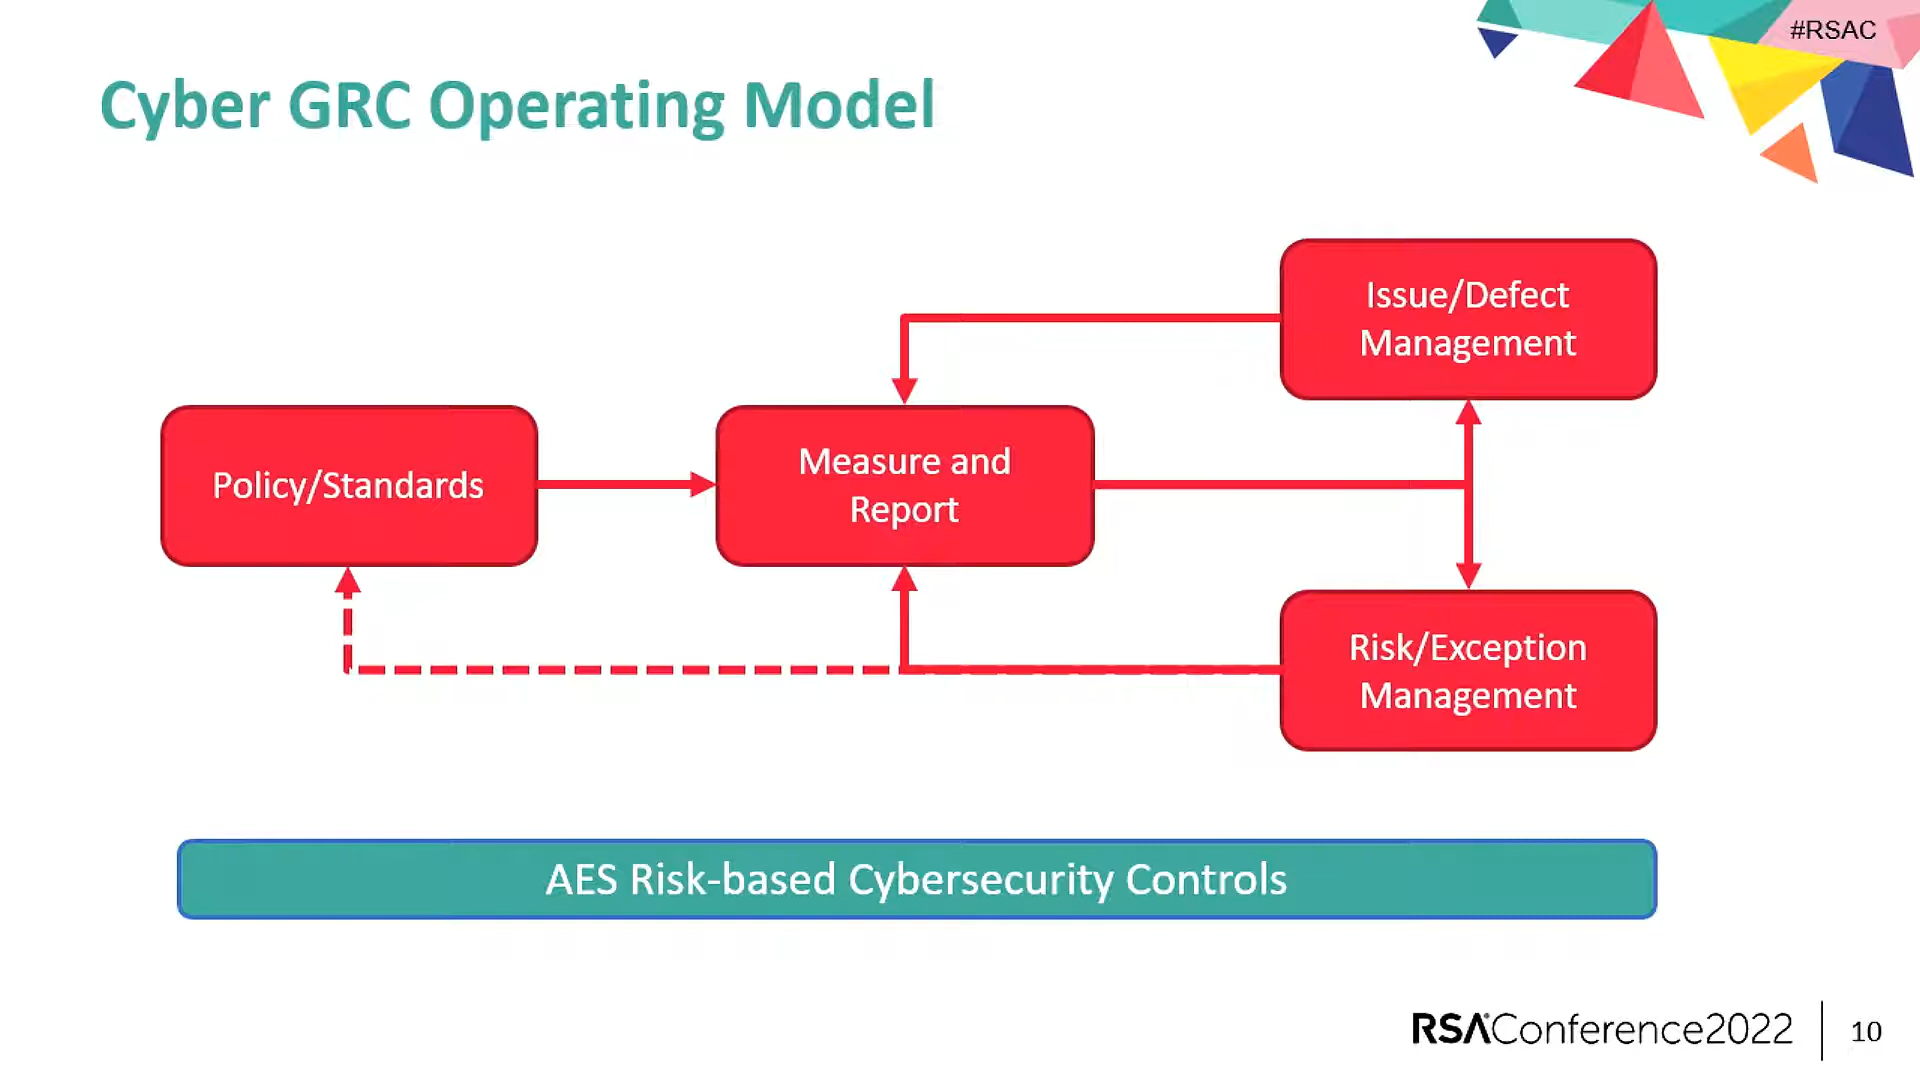 #RSAC
Cyber GRC Operating Model
Issue/Defect
Management
Policy/Standards
Measure and
Report
Risk/Exception
Management
AES Risk-based Cybersecurity Controls
RSAConference2022
10